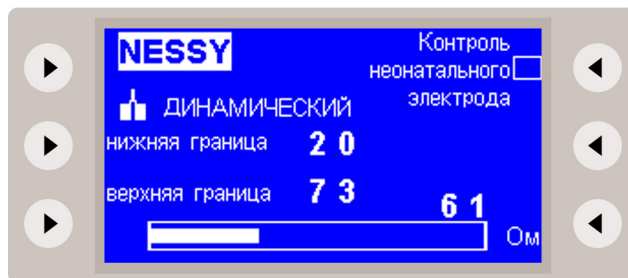 NESSY
Контроль
неонатального
электрода
ДИНАМИЧЕСКИЙ
нижняя граница 20
верхняя граница 73
61
Ом